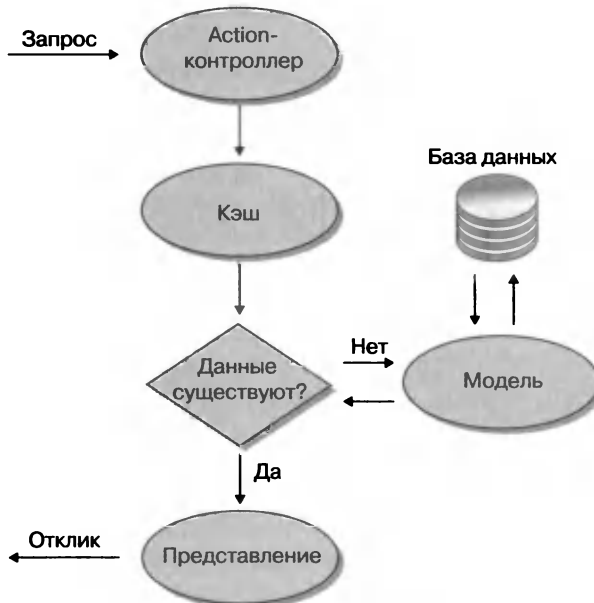 Запрос
Action-
контроллер
Кэш
База данных
Данные
существуют?
Нет
Модель
Да
Отклик
Представление